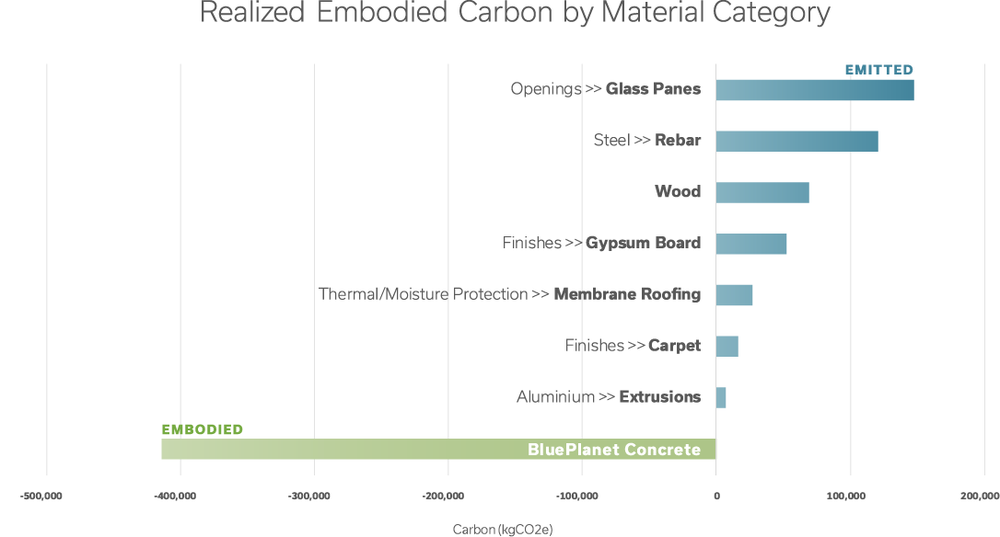 Realized Embodied Carbon by Material Category
EMITTED
Openings >> Glass Panes
Steel >> Rebar
Wood
Finishes >> Gypsum Board
Thermal/Moisture Protection >> Membrane Roofing
Finishes >> Carpet
Aluminium >> Extrusions
EMBODIED
BluePlanet Concrete
-500,000 -400,000 -300,000 -200,000 -100,000 0 100,000 200,000
Carbon (kgCO2e)